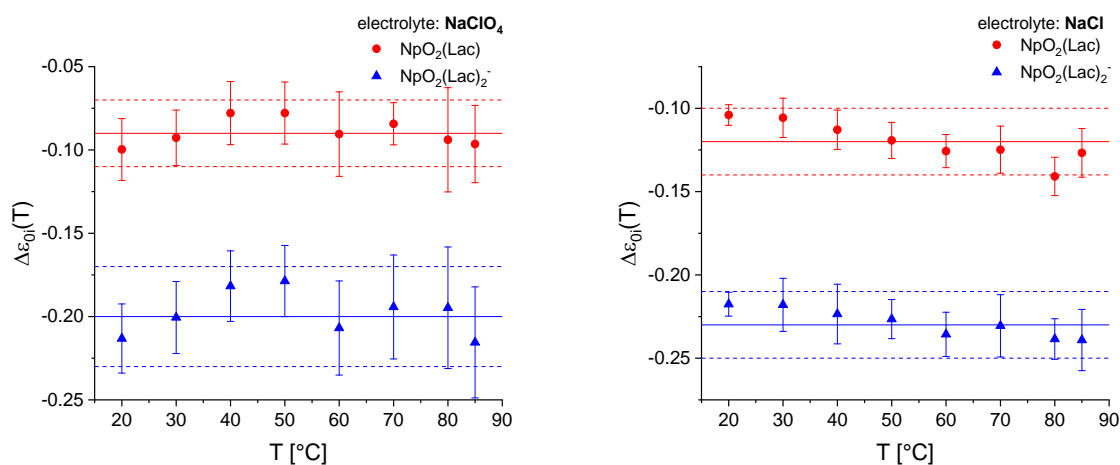 electrolyte: NaClO₄
NpO₂(Lac)
NpO₂(Lac)₂⁻
-0.05
-0.10
-0.15
-0.20
-0.25
Δε₀ᵢ(T)
20 30 40 50 60 70 80 90
T [°C]
electrolyte: NaCl
NpO₂(Lac)
NpO₂(Lac)₂⁻
-0.10
-0.15
-0.20
-0.25
Δε₀ᵢ(T)
20 30 40 50 60 70 80 90
T [°C]